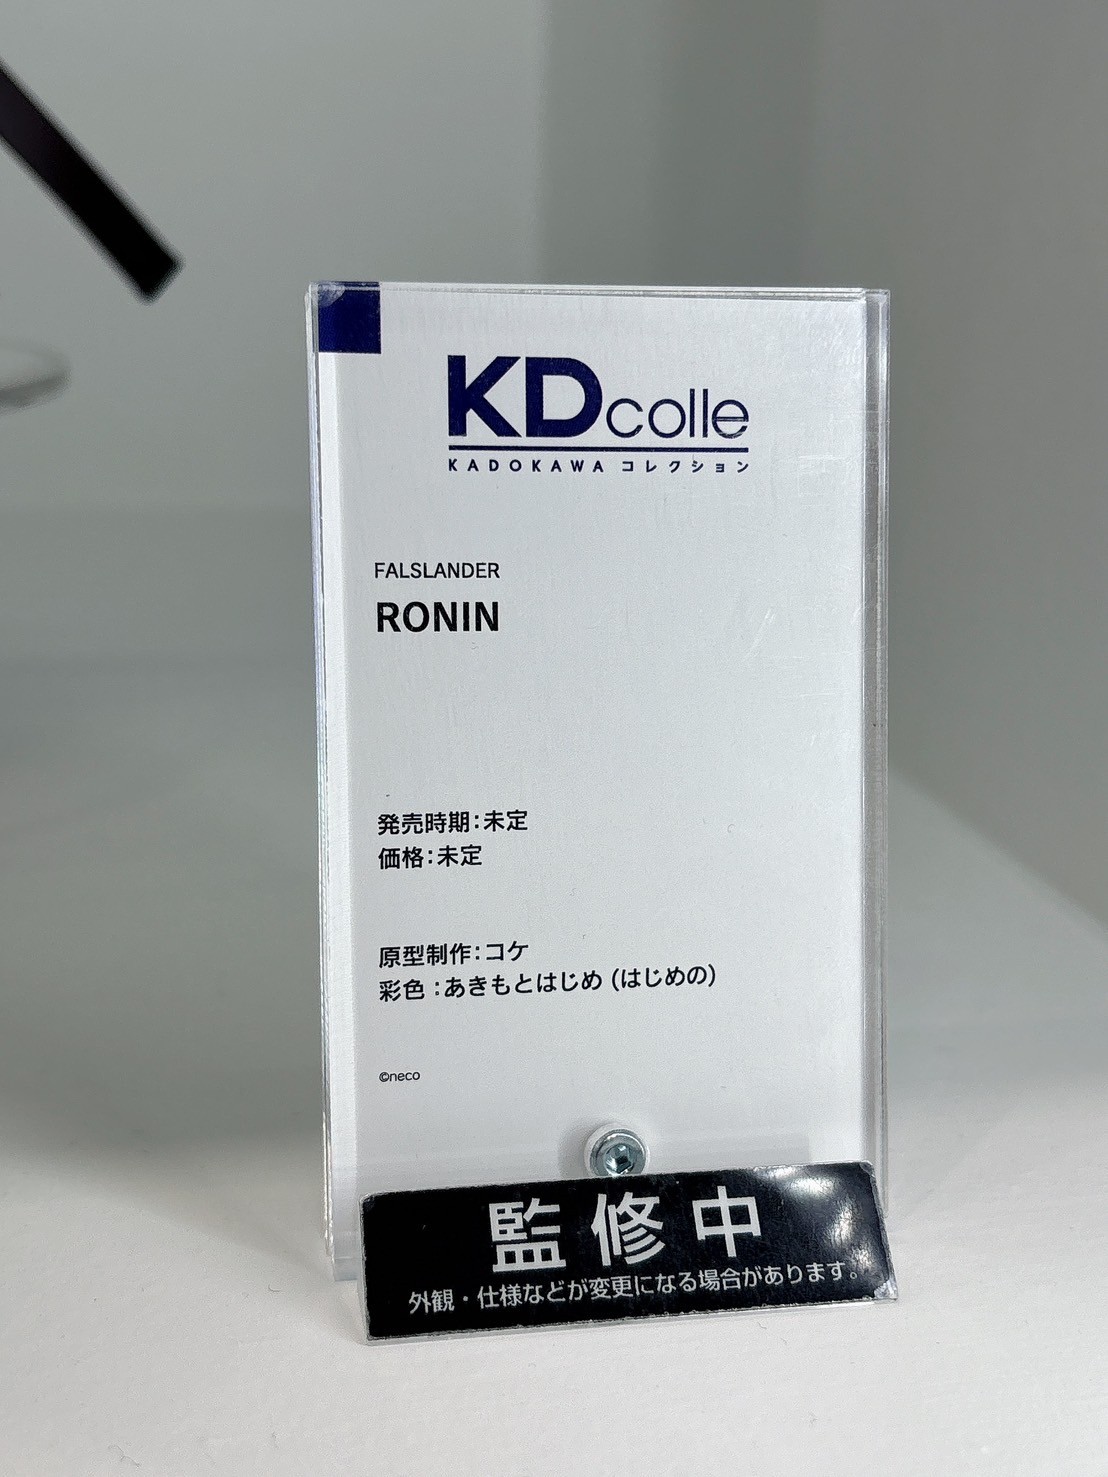 KDcolle
KADOKAWA コレクション
FALSLANDER
RONIN
発売時期:未定
価格:未定
原型制作:コケ
彩色:あきもとはじめ (はじめの)
©neco
監修中
外観・仕様などが変更になる場合があります。